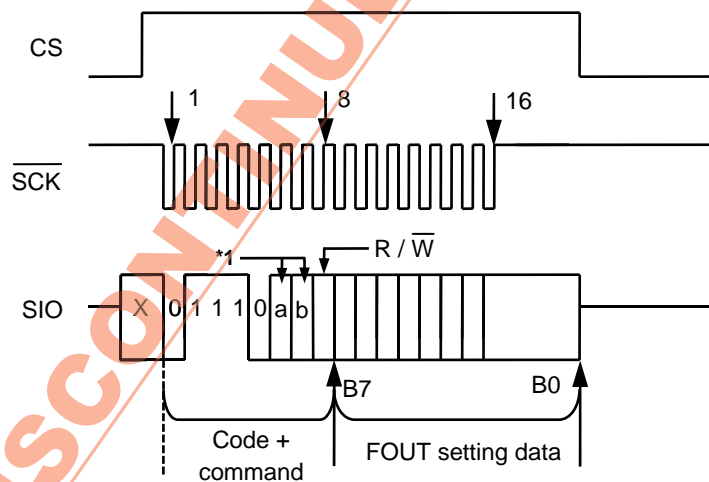 CS
1 8 16
SCK
*1 R / W
SIO X 0 1 1 1 0 a b
B7 B0
Code + command
FOUT setting data
DISCONTINU